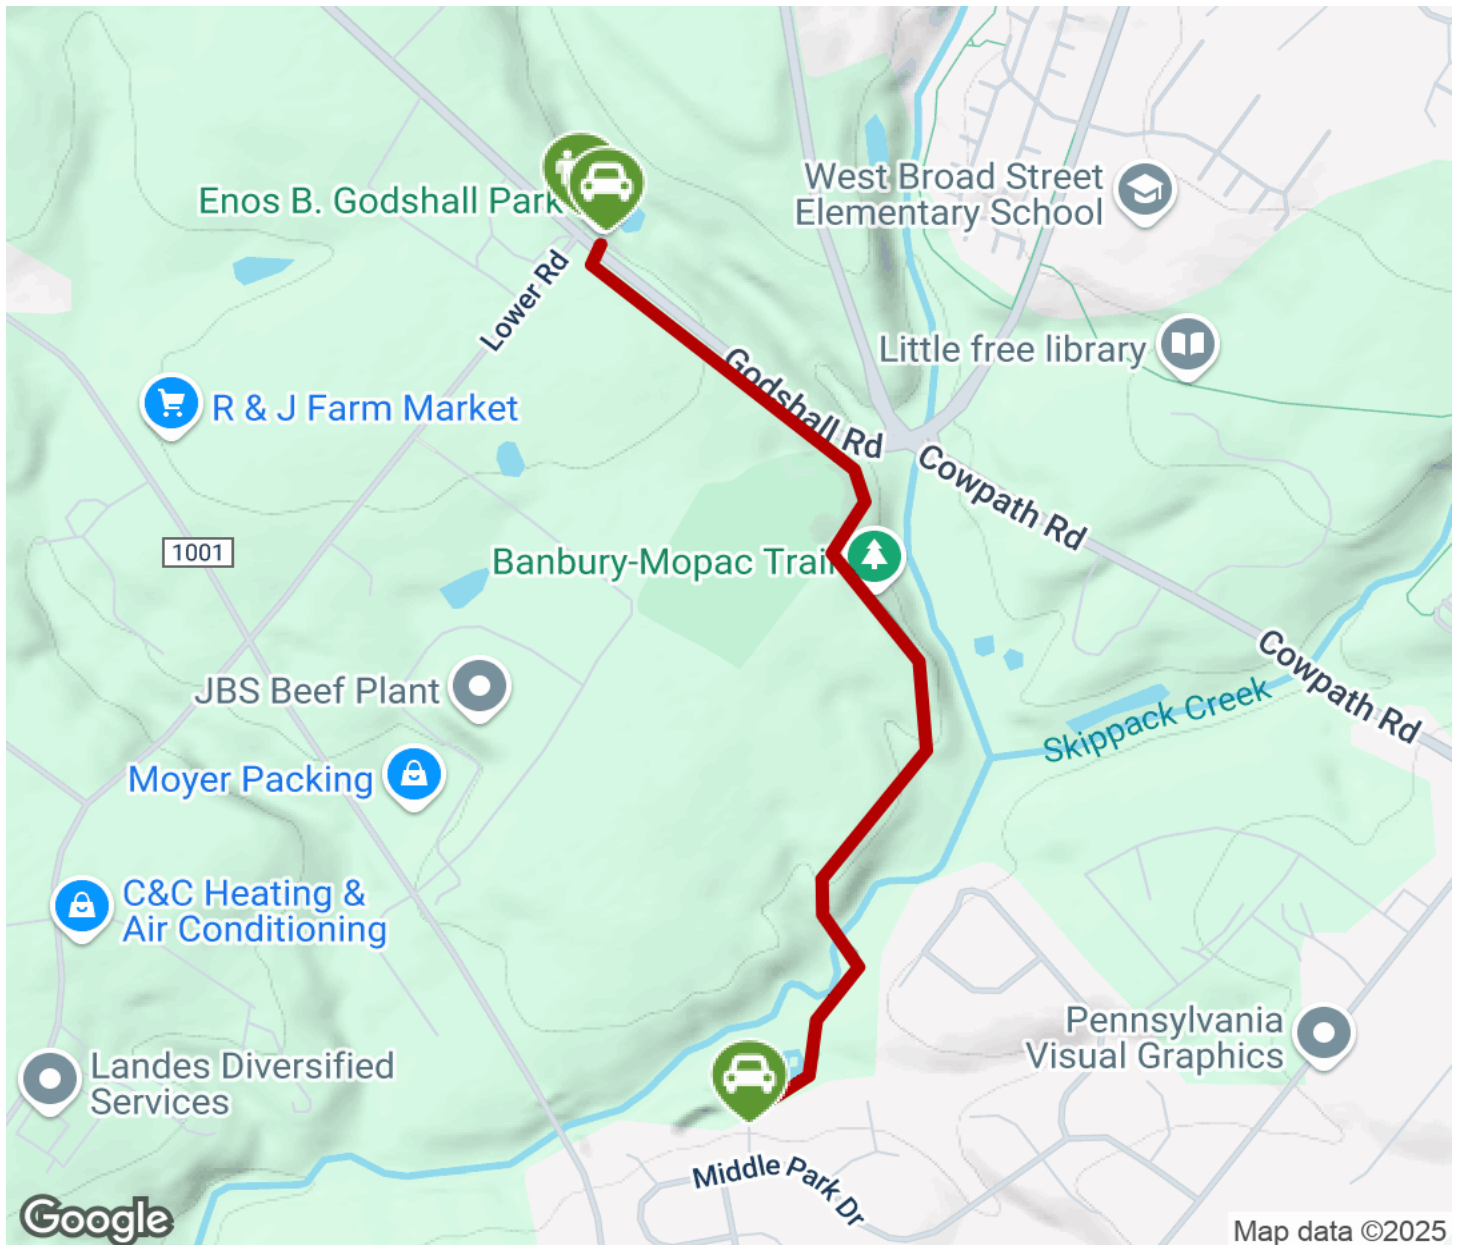 West Broad Street
Elementary School
Enos B. Godshall Park
Lower Rd
Little free library
Godshall Rd
R & J Farm Market
Cowpath Rd
1001
Banbury-Mopac Trail
Cowpath Rd
JBS Beef Plant
Skippack Creek
Moyer Packing
C&C Heating &
Air Conditioning
Pennsylvania
Visual Graphics
Landes Diversified
Services
Middle Park Dr
Google
Map data ©2025